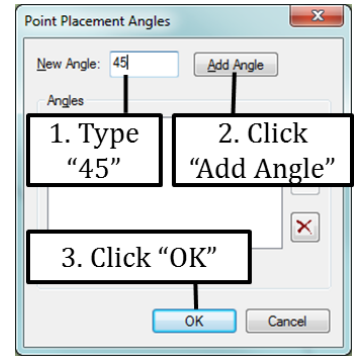 Point Placement Angles
New Angle: 45 Add Angle
Angles
1. Type
“45”
2. Click
“Add Angle”
3. Click “OK”
OK Cancel